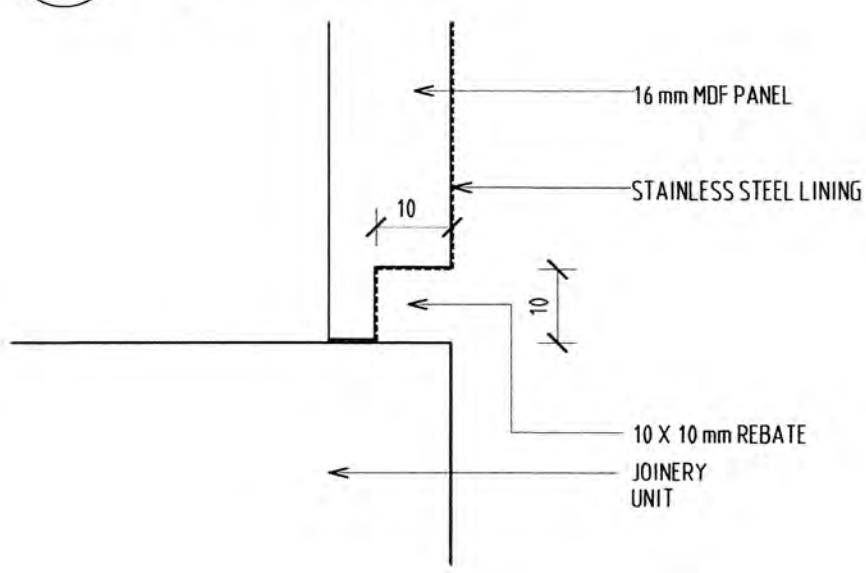 16 mm MDF PANEL
STAINLESS STEEL LINING
10
10
10 X 10 mm REBATE
JOINERY
UNIT